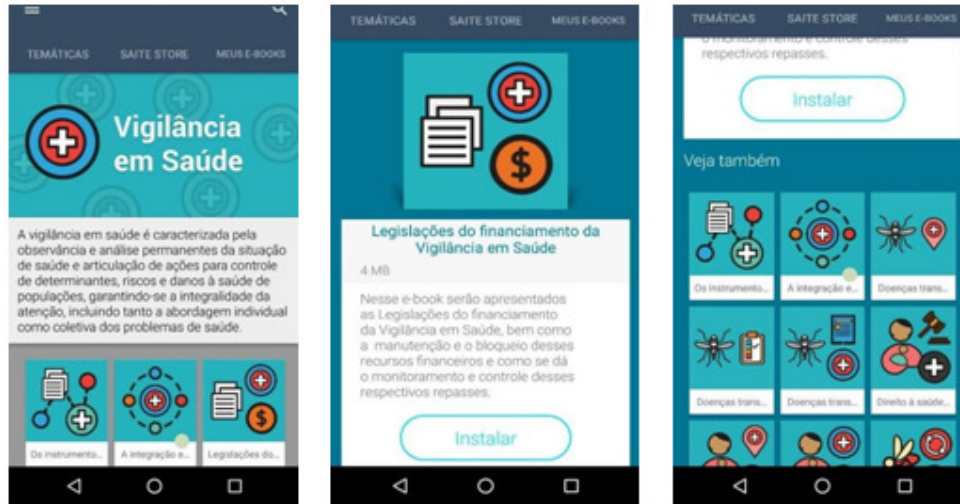 TEMÁTICAS SAITE STORE MEUS E-BOOKS
Vigilância
em Saúde
A vigilância em saúde é caracterizada pela
observância e análise permanentes da situação
de saúde e articulação de ações para controle
de determinantes, riscos e danos à saúde de
populações, garantindo-se a integralidade da
atenção, incluindo tanto a abordagem individual
como coletiva dos problemas de saúde.
Os instrumento... A integração e... Legislações do...
TEMÁTICAS SAITE STORE MEUS E-BOOKS
$
Legislações do financiamento da
Vigilância em Saúde
4 MB
Nesse e-book serão apresentados
as Legislações do financiamento
da Vigilância em Saúde, bem como
a manutenção e o bloqueio desses
recursos financeiros e como se dá
o monitoramento e controle desses
respectivos repasses.
Instalar
TEMÁTICAS SAITE STORE MEUS E-BOOKS
o monitoramento e controle desses
respectivos repasses.
Instalar
Veja também
Os instrumento... A integração e... Doenças trans...
Doenças trans... Doenças trans... Direito à saúde...